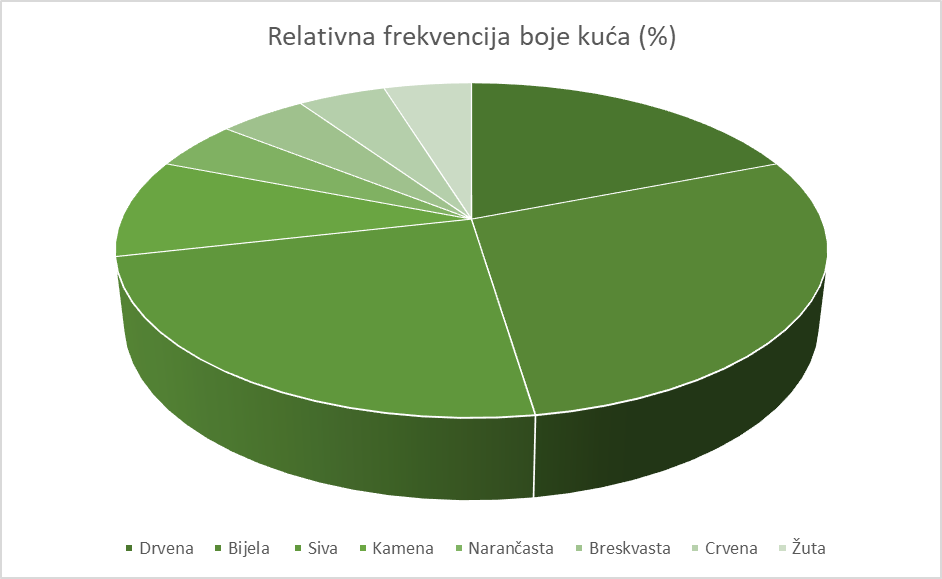 Relativna frekvencija boje kuća (%)
Drvena Bijela Siva Kamena Narančasta Breskvasta Crvena Žuta